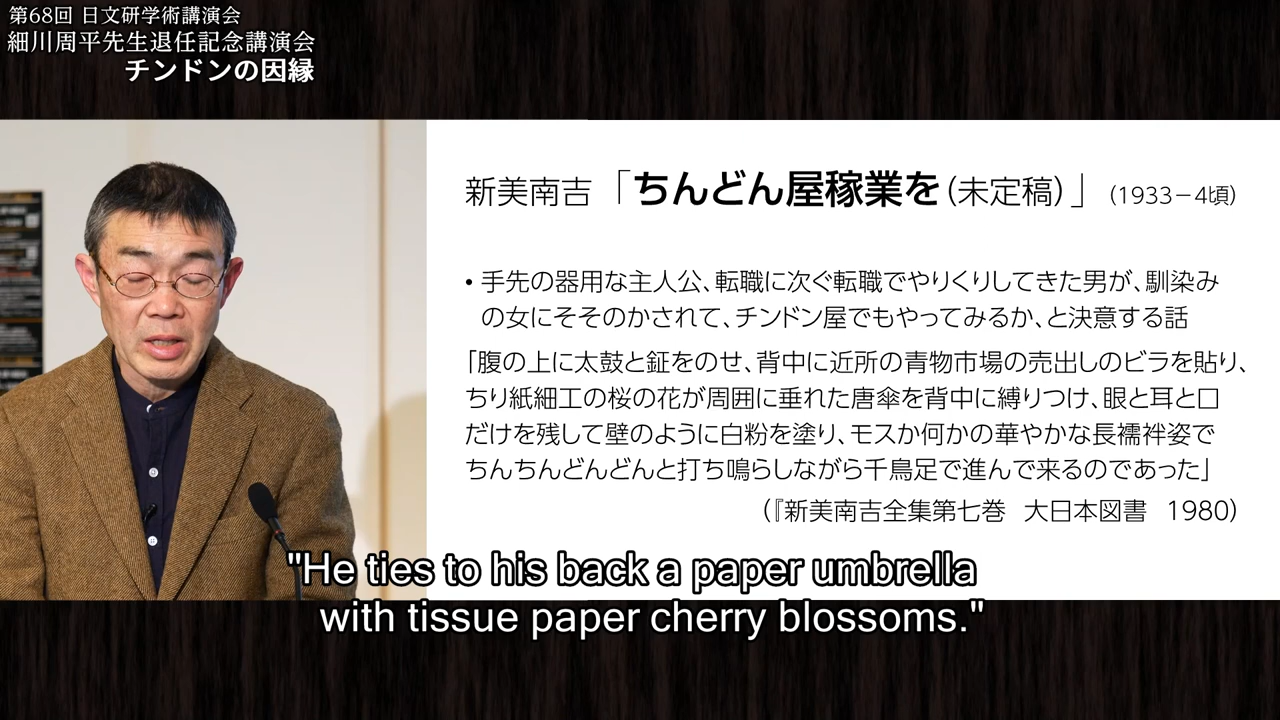 第68回 日文研学術講演会
細川周平先生退任記念講演会
チンドンの因縁
新美南吉「ちんどん屋稼業を(未定稿)」(1933－4頃)
・手先の器用な主人公、転職に次ぐ転職でやりくりしてきた男が、馴染み
の女にそそのかされて、チンドン屋でもやってみるか、と決意する話
「腹の上に太鼓と鉦をのせ、背中に近所の青物市場の売出しのビラを貼り、
ちり紙細工の桜の花が周囲に垂れた唐傘を背中に縛りつけ、眼と耳と口
だけを残して壁のように白粉を塗り、モスか何かの華やかな長襦袢姿で
ちんちんどんどんと打ち鳴らしながら千鳥足で進んで来るのであった」
(『新美南吉全集第七巻 大日本図書 1980)
"He ties to his back a paper umbrella
with tissue paper cherry blossoms."